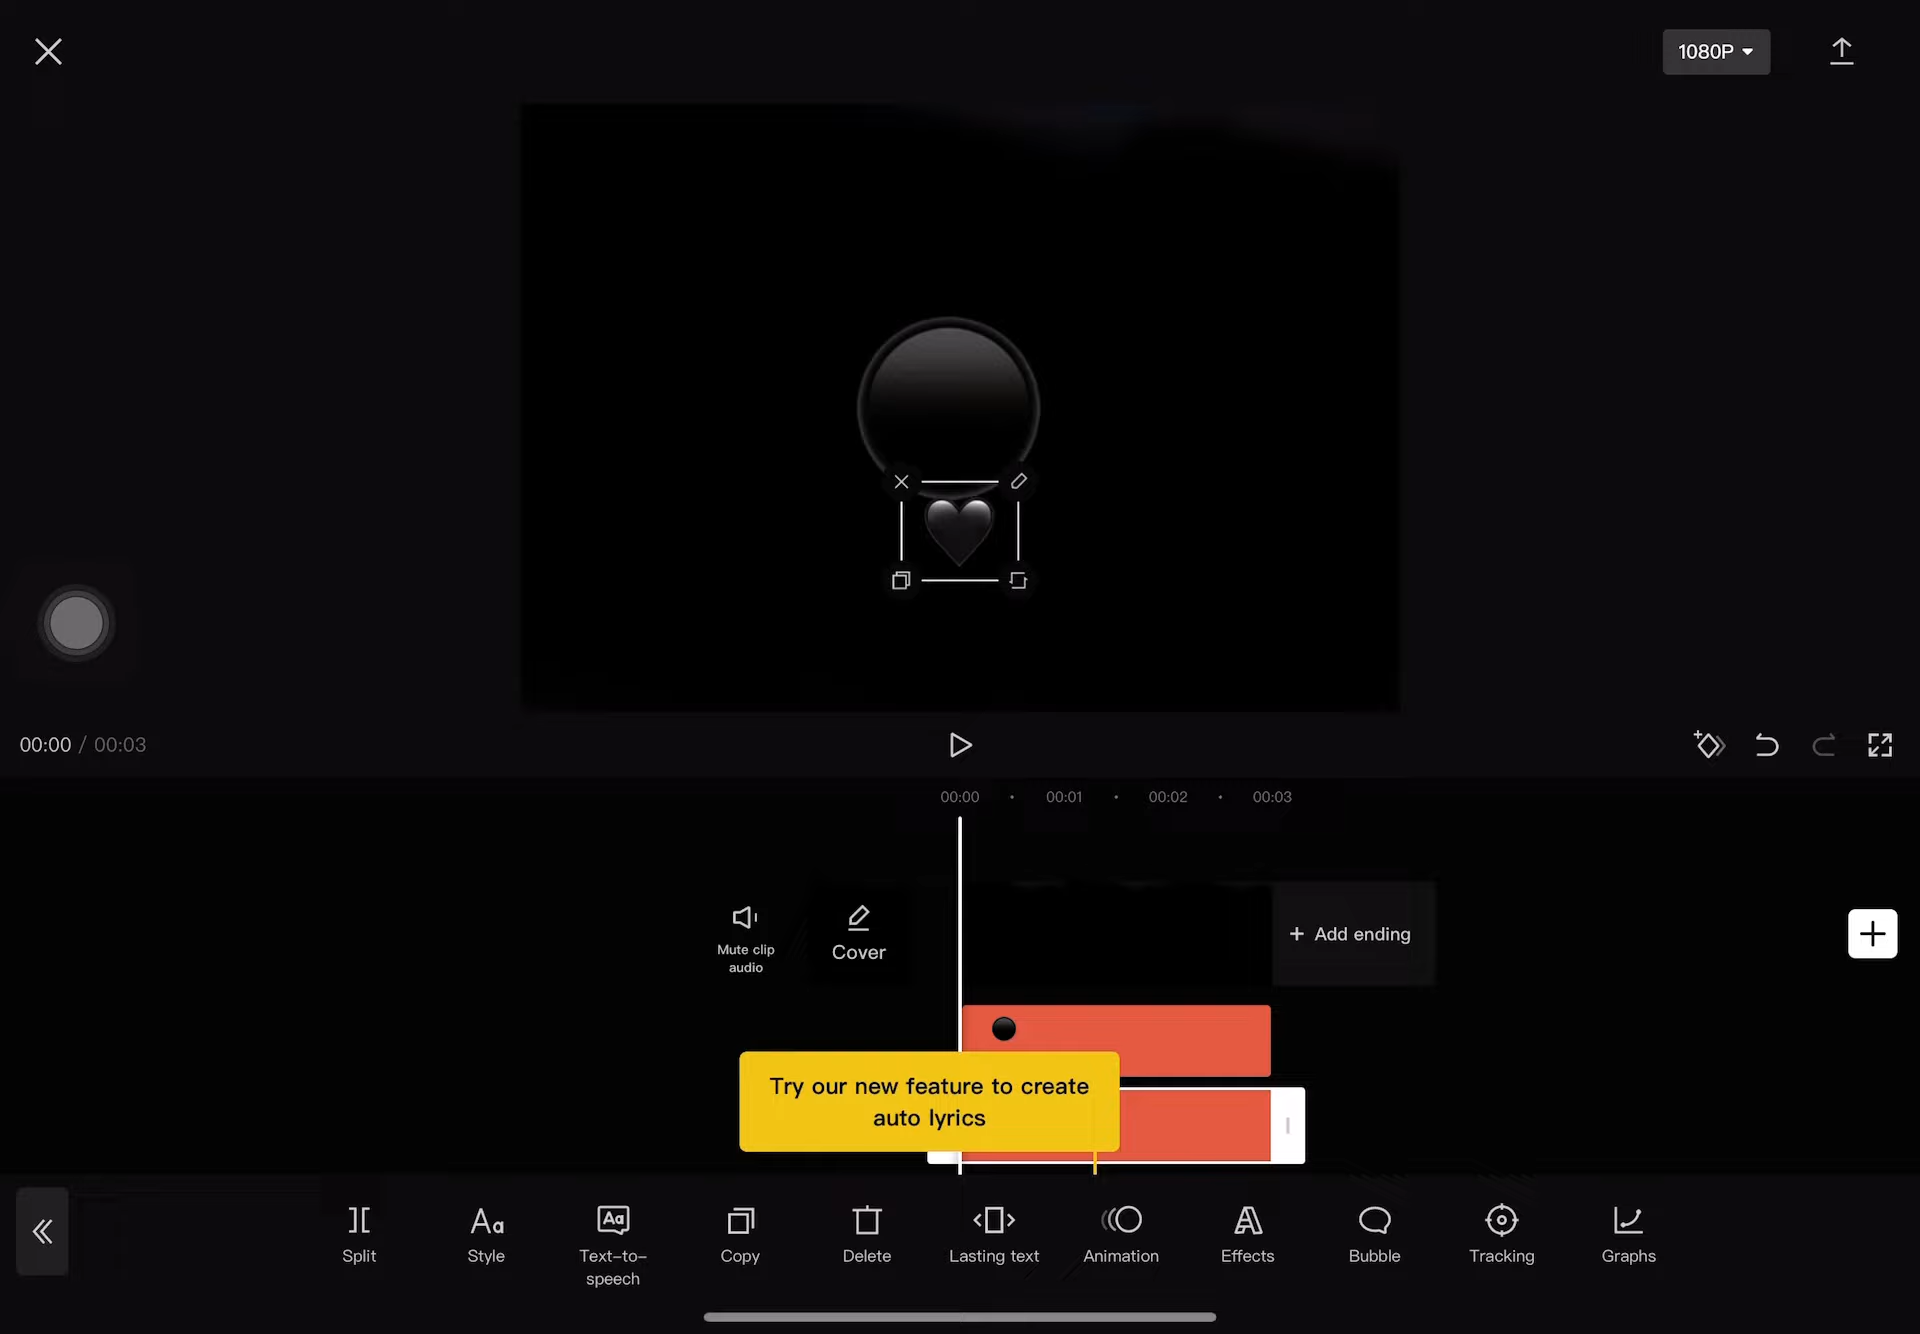 1080P
00:00 / 00:03
00:00 00:01 00:02 00:03
Mute clip
audio
Cover
+ Add ending
Try our new feature to create
auto lyrics
Split
Aa
Style
Aa
Text-to-
speech
Copy
Delete
Lasting text
Animation
Effects
Bubble
Tracking
Graphs